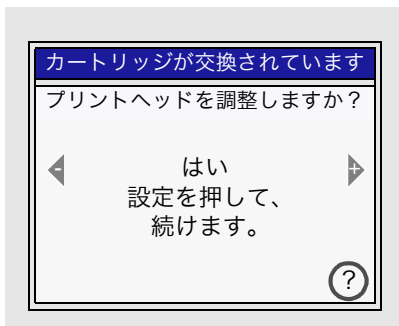 カートリッジが交換されています
プリントヘッドを調整しますか？
- はい +
設定を押して、
続けます。
?